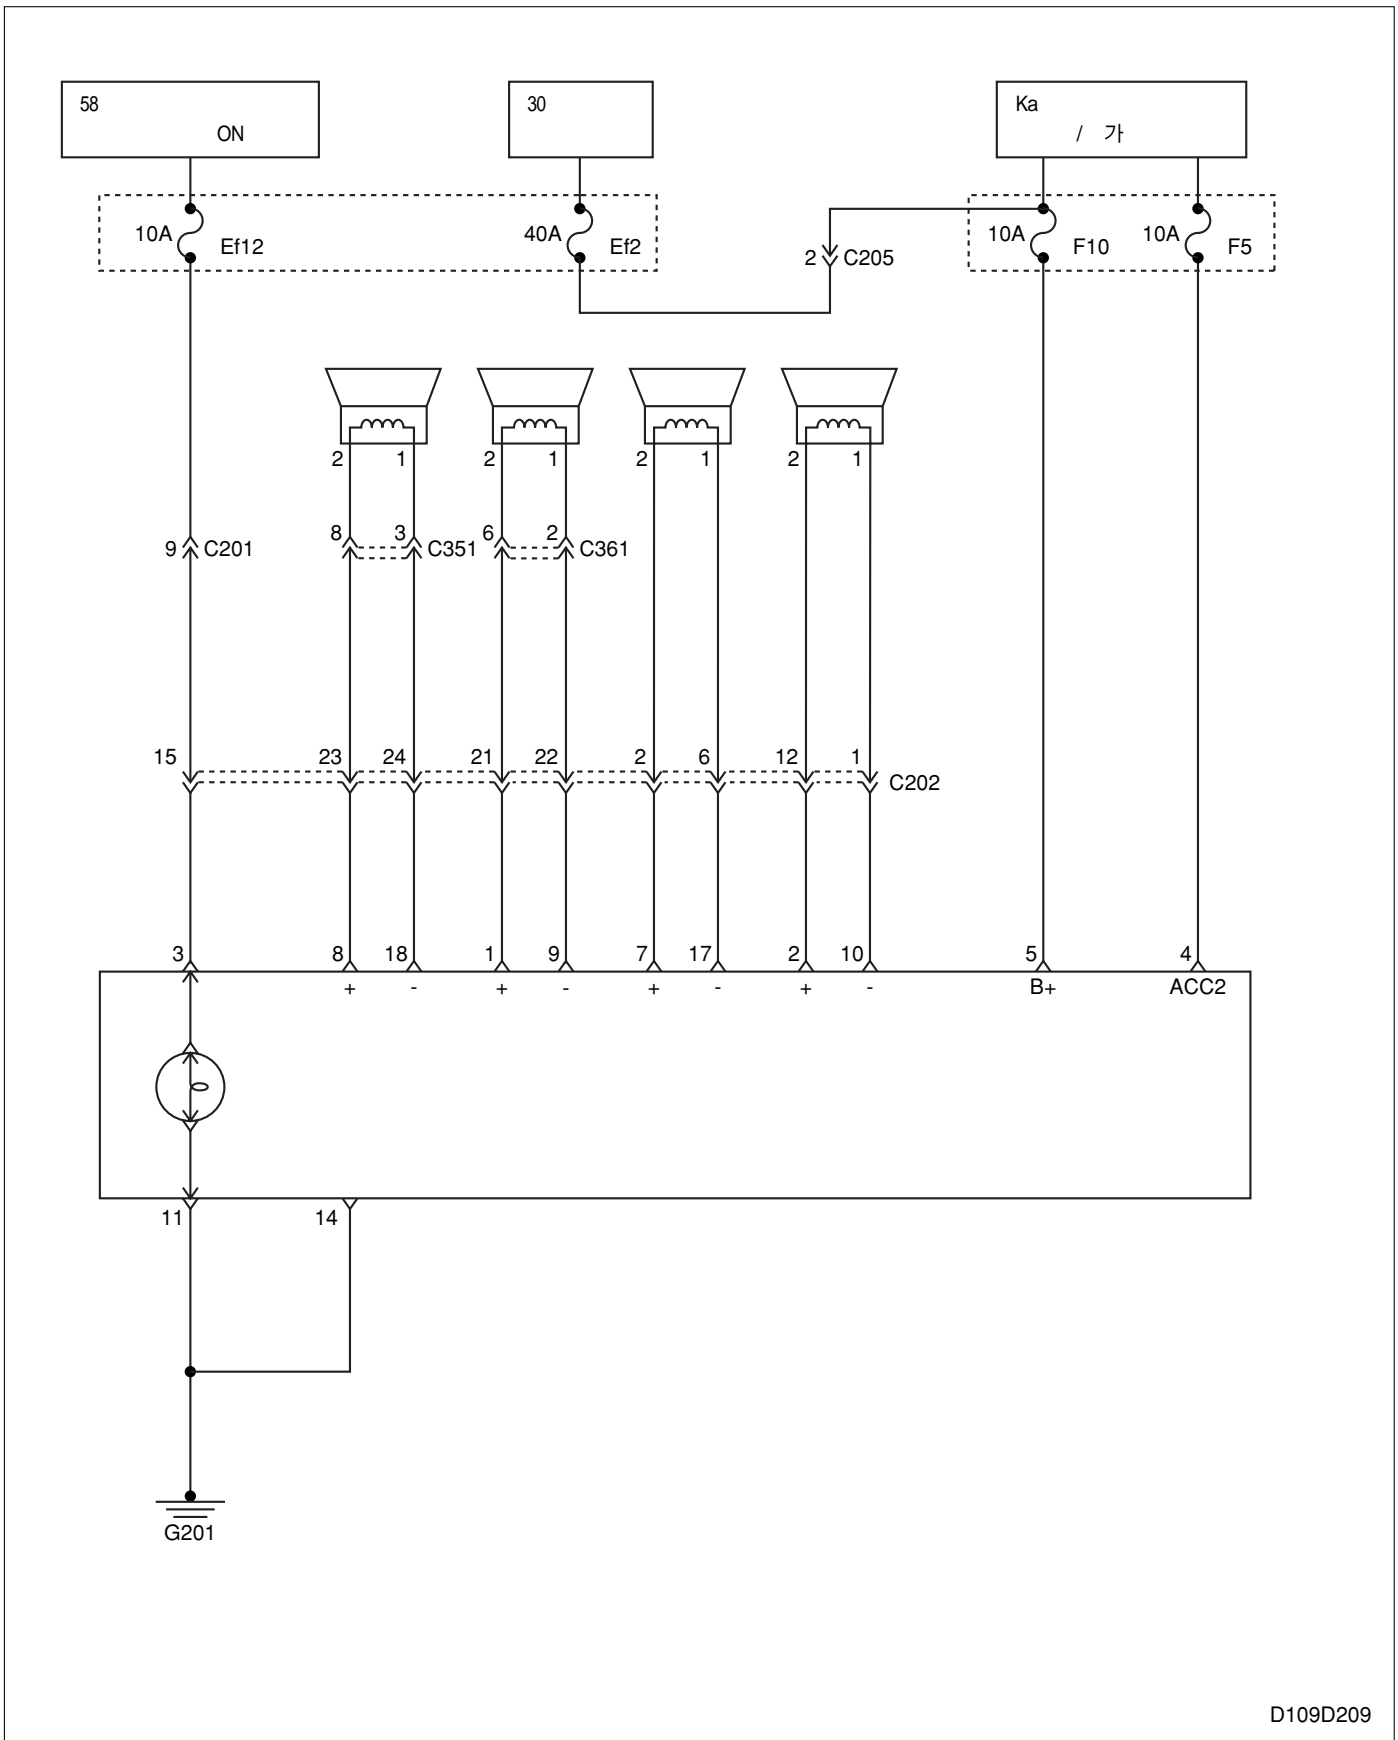 58
30
Ka
ON
/ 가
10A
Ef12
40A
Ef2
2
C205
10A
F10
10A
F5
2 1 2 1 2 1 2 1
8 3 6 2
9 C201
C351
C361
15 23 24 21 22 2 6 12 1
C202
3 8 18 1 9 7 17 2 10 5 4
+ - + - + - + - B+ ACC2
11 14
G201
D109D209